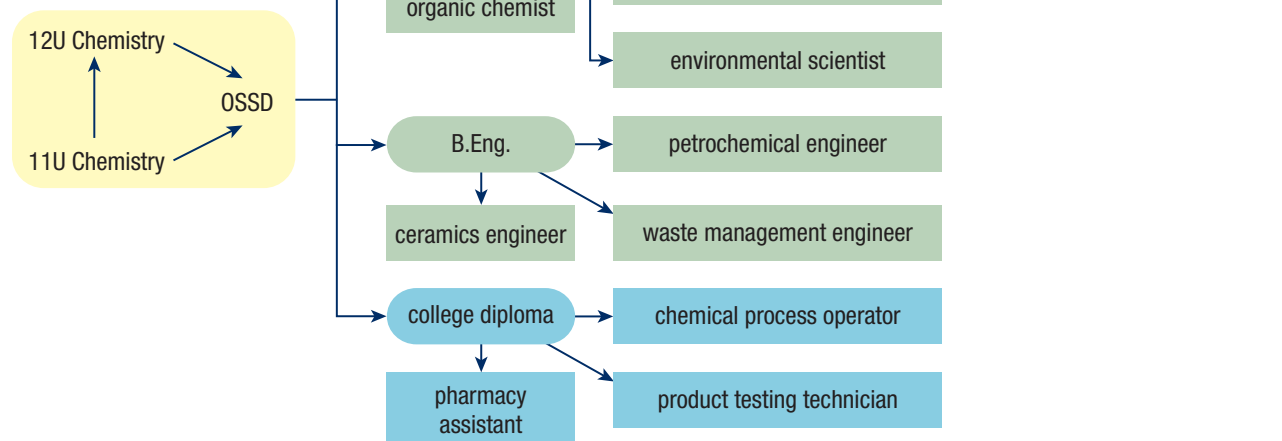 organic chemist
12U Chemistry
environmental scientist
OSSD
11U Chemistry
B.Eng.
petrochemical engineer
ceramics engineer
waste management engineer
college diploma
chemical process operator
pharmacy
assistant
product testing technician